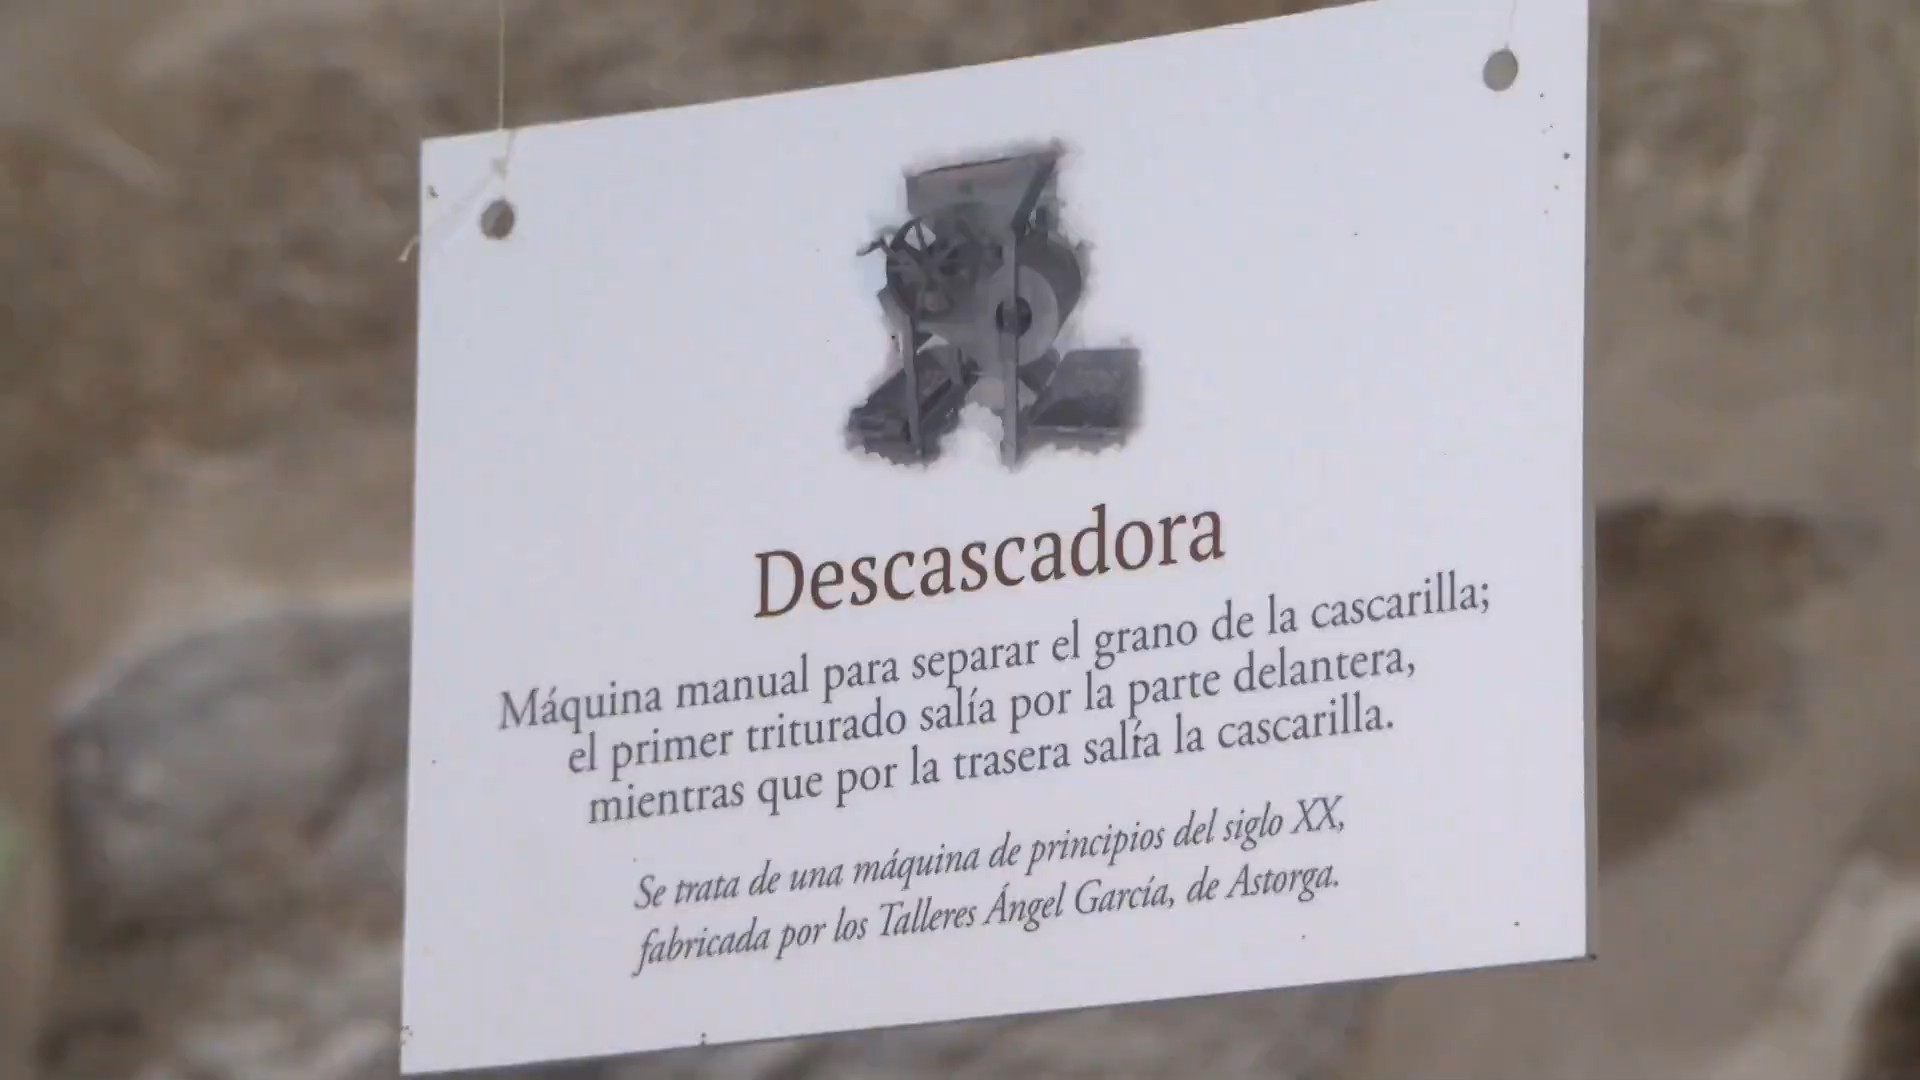 Descascadora
Máquina manual para separar el grano de la cascarilla;
el primer triturado salía por la parte delantera,
mientras que por la trasera salía la cascarilla.
Se trata de una máquina de principios del siglo XX,
fabricada por los Talleres Ángel García, de Astorga.